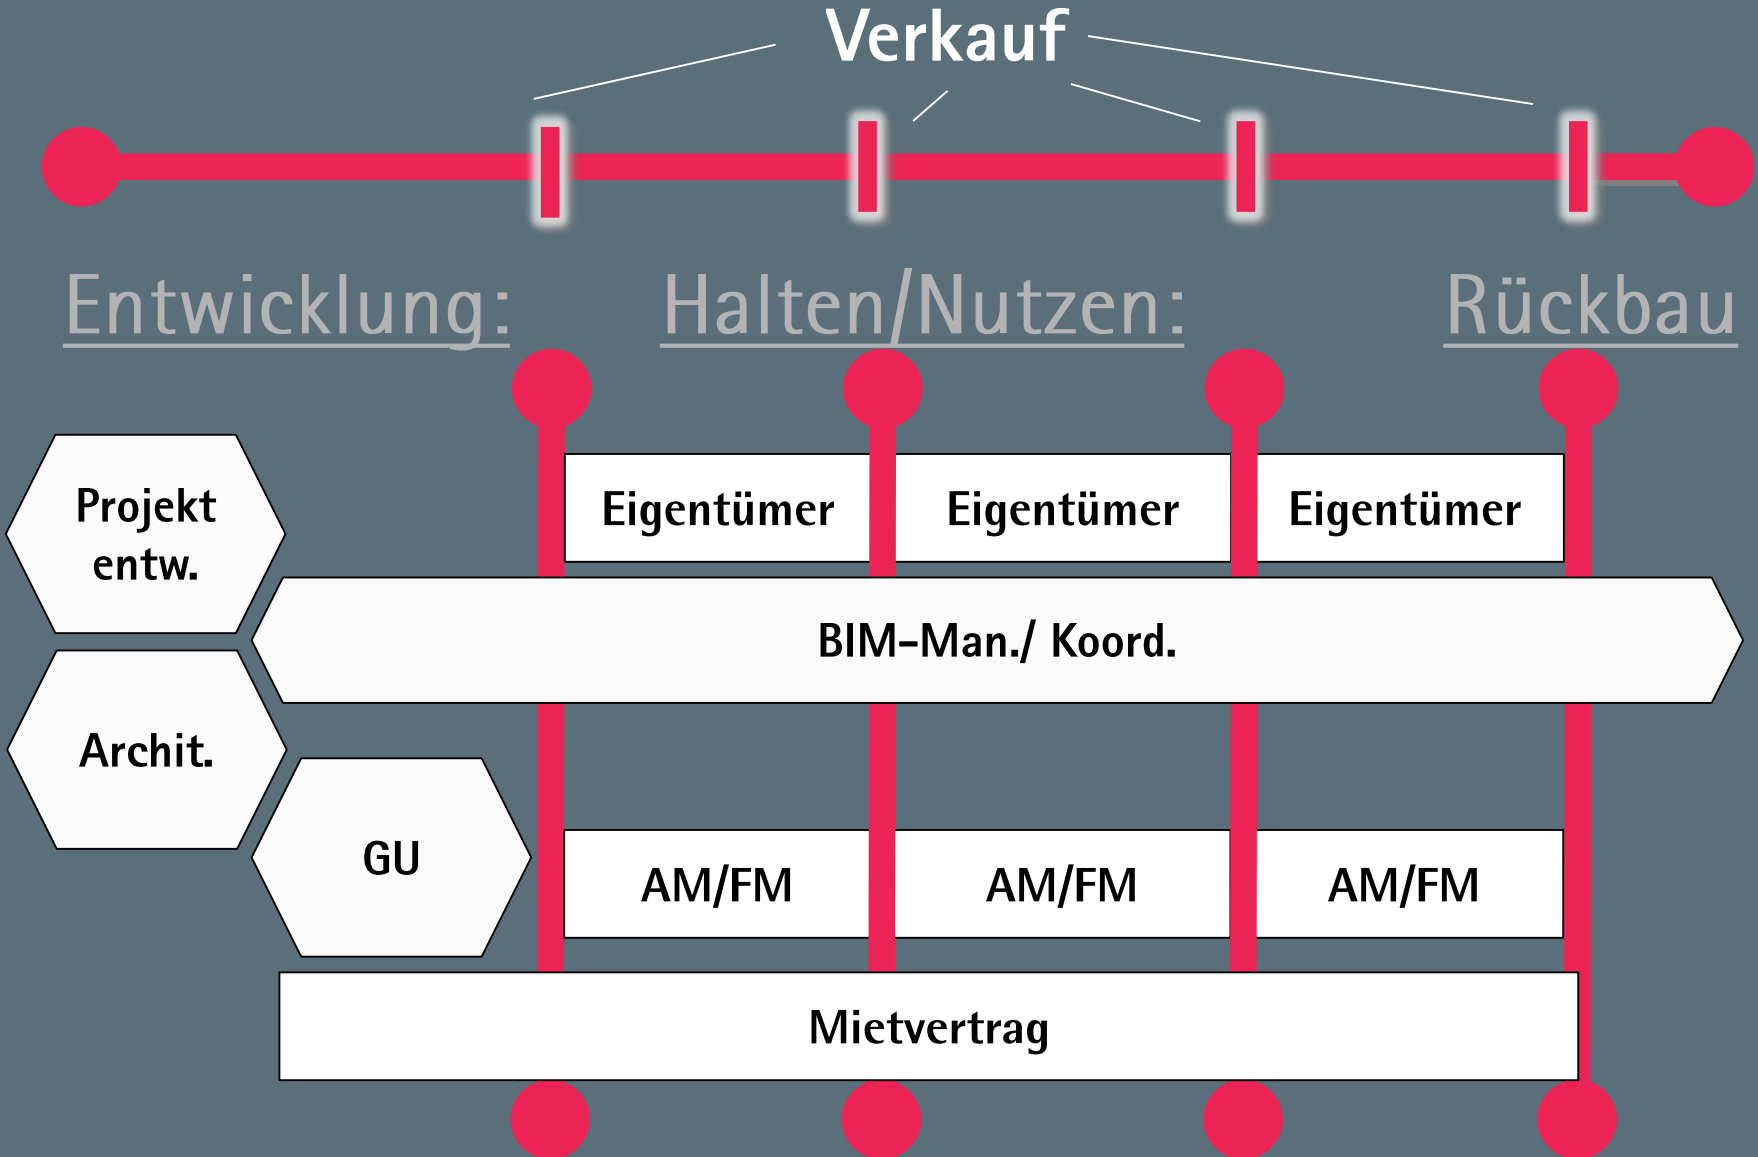 Verkauf
Entwicklung: Halten/Nutzen: Rückbau
Projekt
entw.
Eigentümer Eigentümer Eigentümer
BIM-Man./ Koord.
Archit.
GU
AM/FM AM/FM AM/FM
Mietvertrag